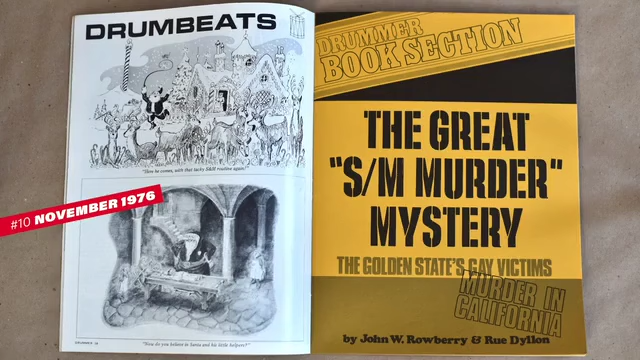 DRUMBEATS
"Here he comes, with that tacky S&M routine again!"
"Now do you believe in Santa and his little helpers?"
#10 NOVEMBER 1976
DRUMMER
BOOK SECTION
THE GREAT
"S/M MURDER"
MYSTERY
THE GOLDEN STATE'S GAY VICTIMS
MURDER IN
CALIFORNIA
by John W. Rowberry & Rue Dyllon